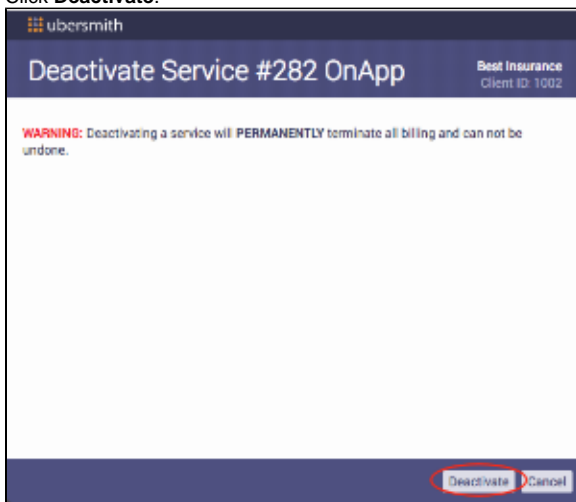 Click Deactivate.
ubersmith
Deactivate Service #282 OnApp
Best Insurance
Client ID: 1002
WARNING: Deactivating a service will PERMANENTLY terminate all billing and can not be
undone.
Deactivate Cancel